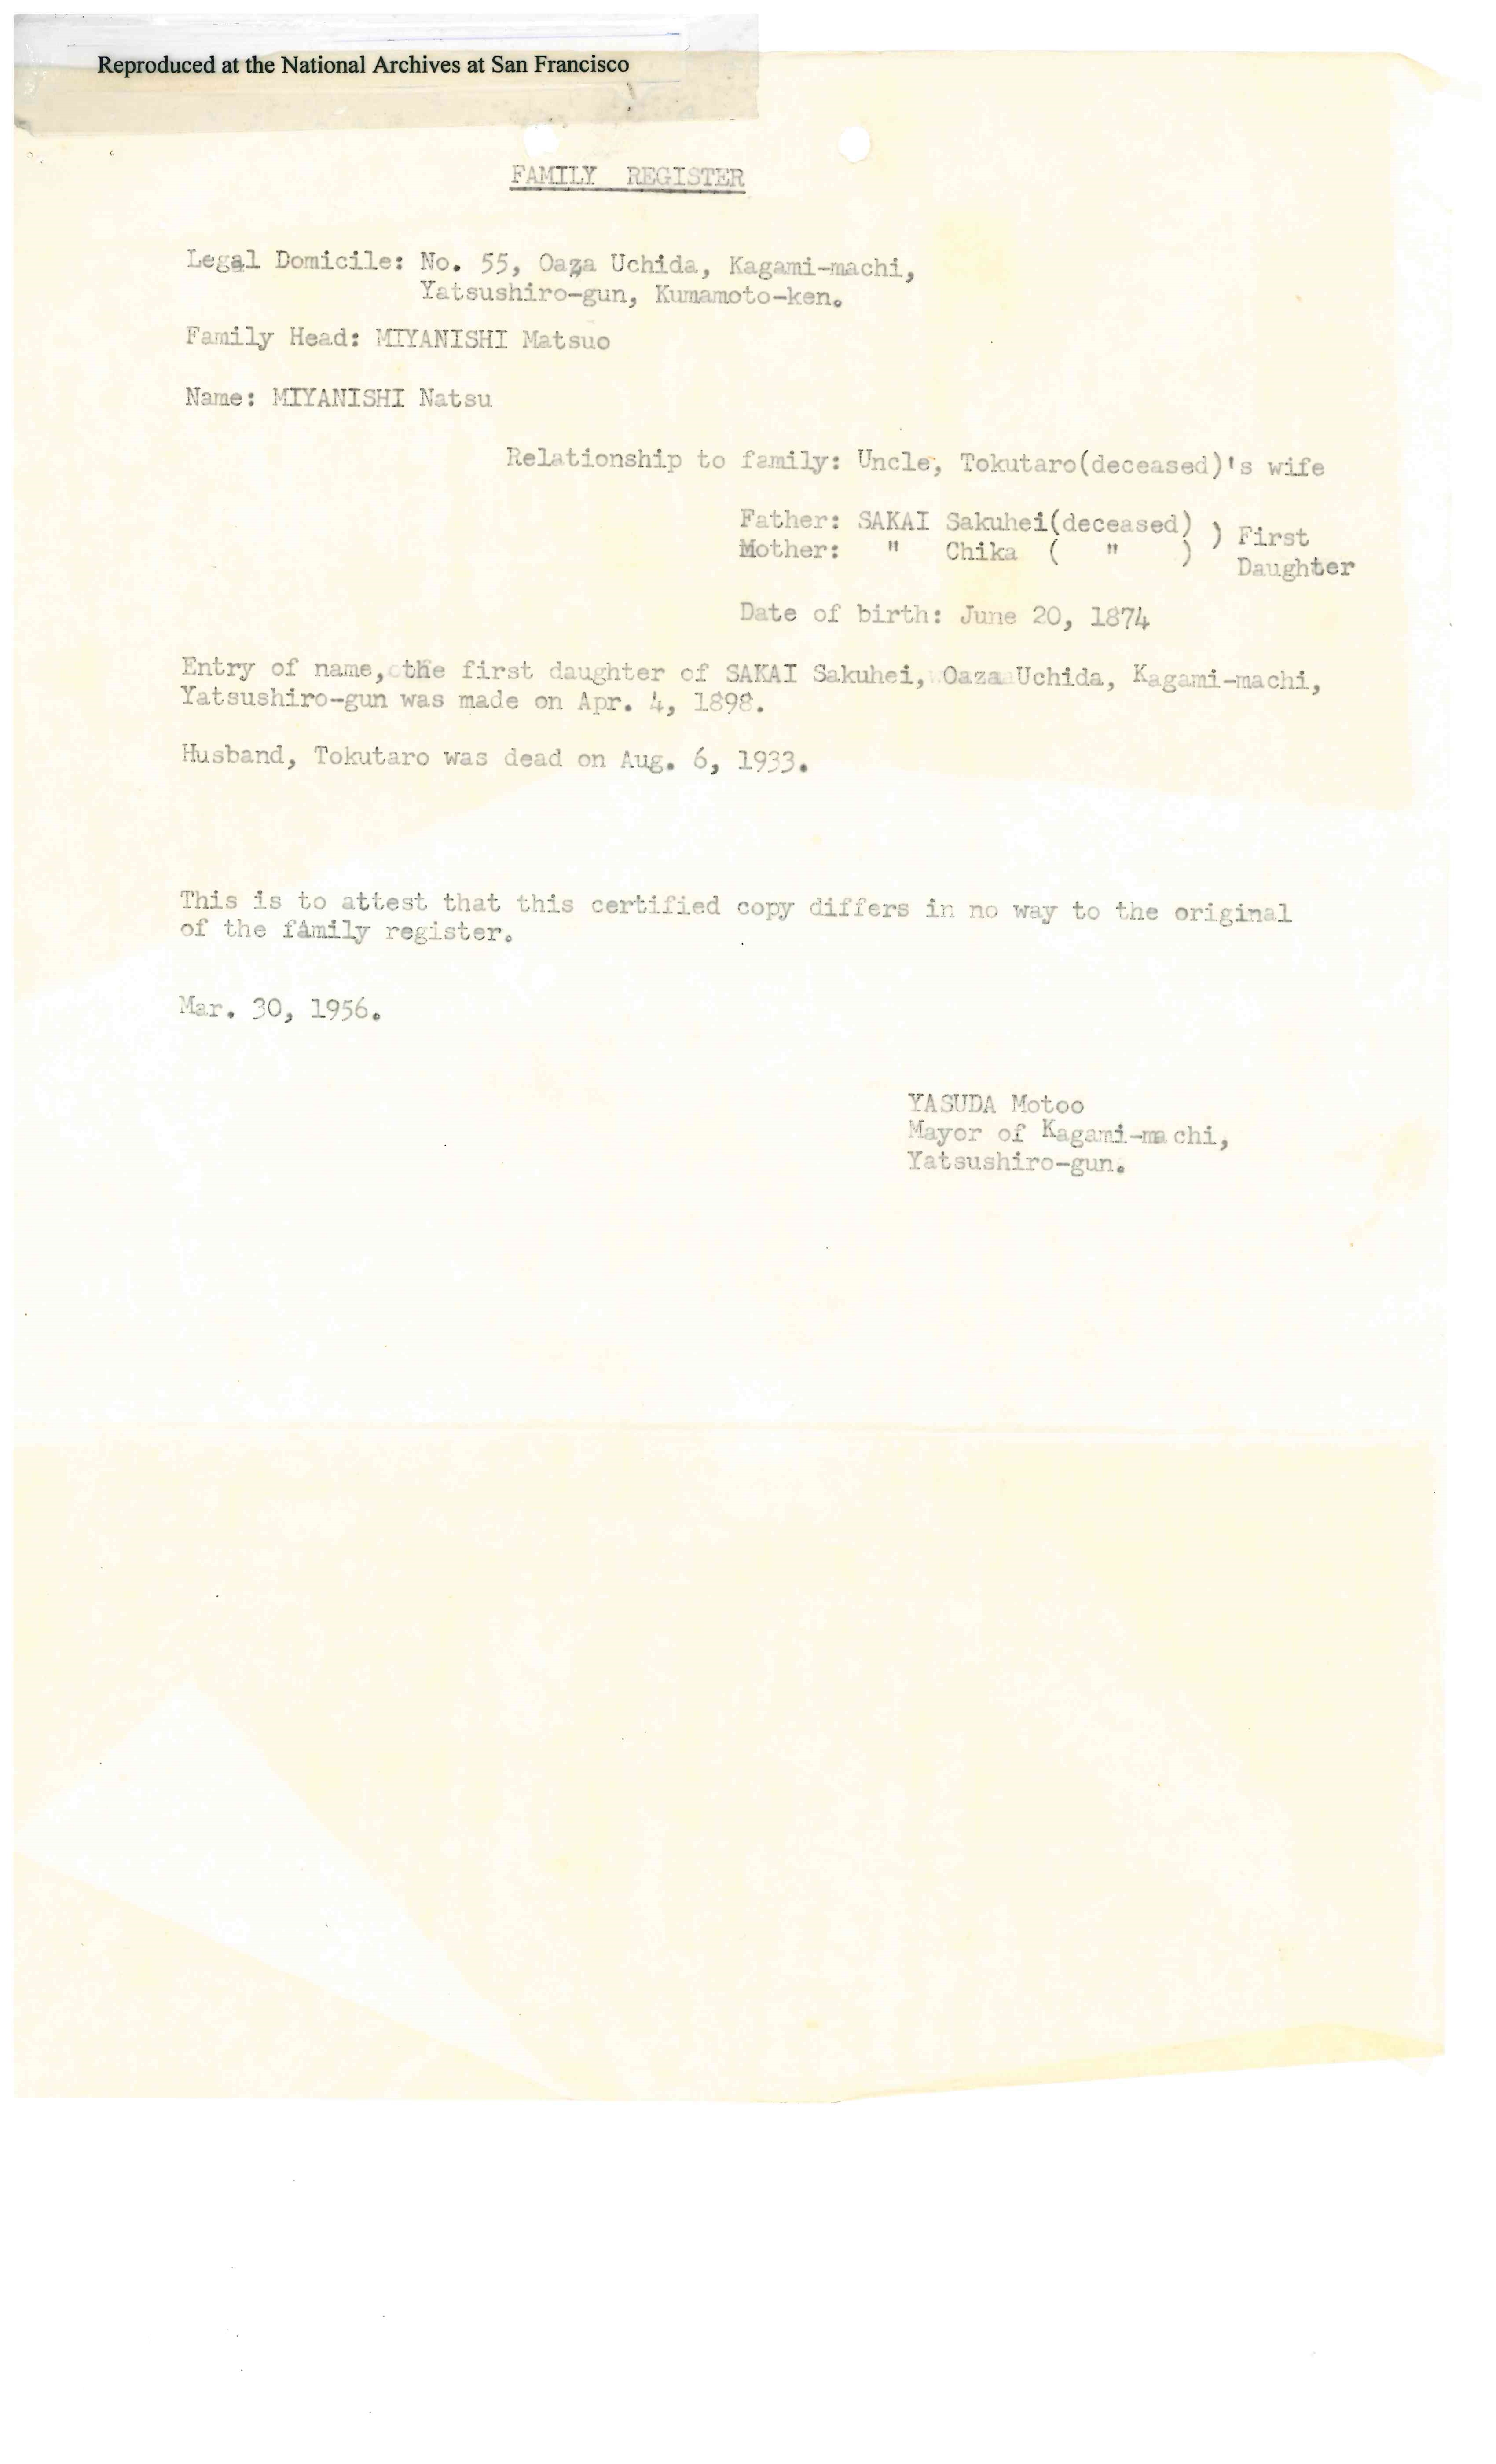 Reproduced at the National Archives at San Francisco
FAMILY REGISTER
Legal Domicile: No. 55, Oaza Uchida, Kagami-machi,
Yatsushiro-gun, Kumamoto-ken.
Family Head: MIYANISHI Matsuo
Name: MIYANISHI Natsu
Relationship to family: Uncle, Tokutaro(deceased)'s wife
Father: SAKAI Sakuhei(deceased) ) First
Mother: " Chika ( " )
Daughter
Date of birth: June 20, 1874
Entry of name, the first daughter of SAKAI Sakuhei, Oaza Uchida, Kagami-machi,
Yatsushiro-gun was made on Apr. 4, 1898.
Husband, Tokutaro was dead on Aug. 6, 1933.
This is to attest that this certified copy differs in no way to the original
of the family register.
Mar. 30, 1956.
YASUDA Motoo
Mayor of Kagami-machi,
Yatsushiro-gun.